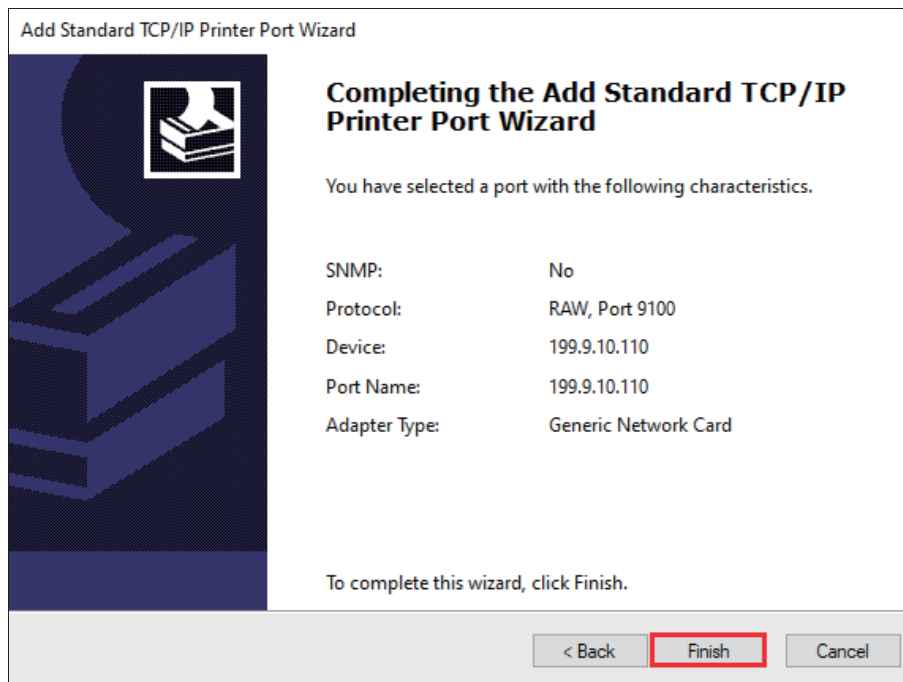 Add Standard TCP/IP Printer Port Wizard
Completing the Add Standard TCP/IP
Printer Port Wizard
You have selected a port with the following characteristics.
SNMP: No
Protocol: RAW, Port 9100
Device: 199.9.10.110
Port Name: 199.9.10.110
Adapter Type: Generic Network Card
To complete this wizard, click Finish.
< Back Finish Cancel